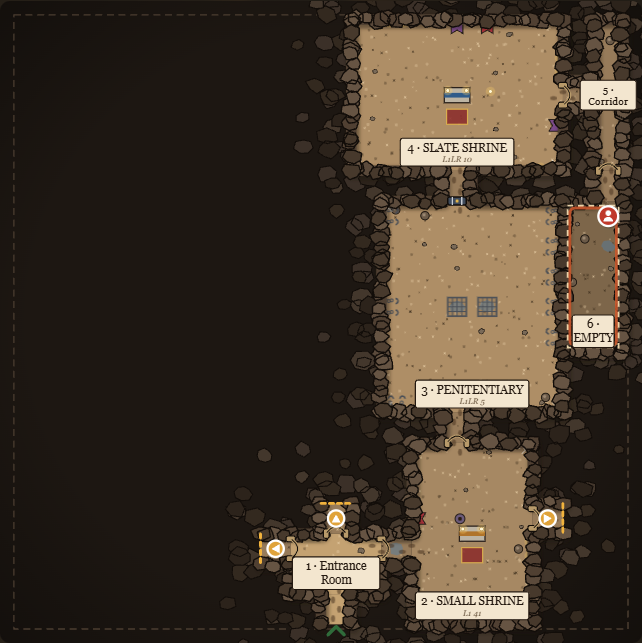 5 ·
Corridor
4 · SLATE SHRINE
L1LR 10
6 ·
EMPTY
3 · PENITENTIARY
L1LR 5
1 · Entrance
Room
2 · SMALL SHRINE
L1 41